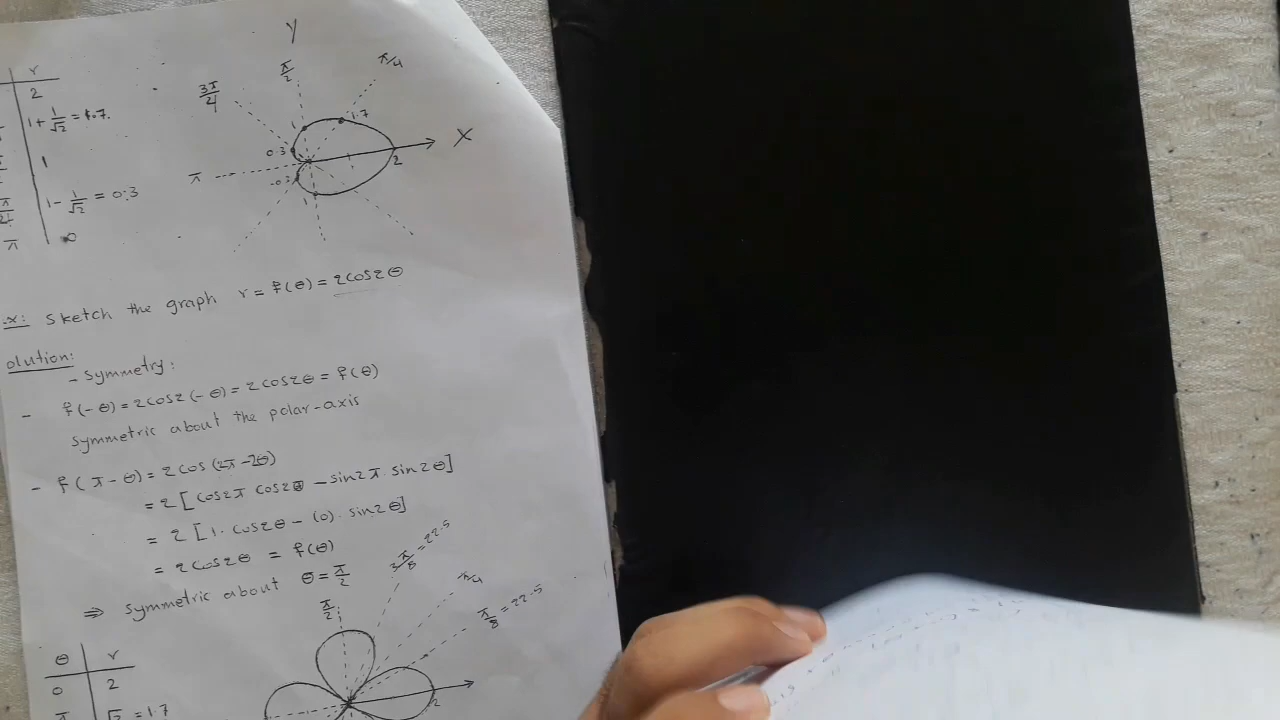 r
2
1 + 1/√2 = 1.7
1
1 - 1/√2 = 0.3
π
0
Y
π/2
π/4
3π/4
1
1.7
0.3
X
π
2
-0.3
1
.x: Sketch the graph r = f(θ) = 2cos2θ
olution:
- Symmetry:
- f(-θ) = 2cos2(-θ) = 2cos2θ = f(θ)
symmetric about the polar-axis
- f(π-θ) = 2cos(2π-2θ)
= 2[cos2π cos2θ - sin2π. sin2θ]
= 2[1. cos2θ - (0). sin2θ]
= 2cos2θ = f(θ)
⇒ symmetric about θ = π/2
3π/8 = 22.5
π/4
π/8 = 22.5
π/2
θ r
0 2
π √2 = 1.7
2